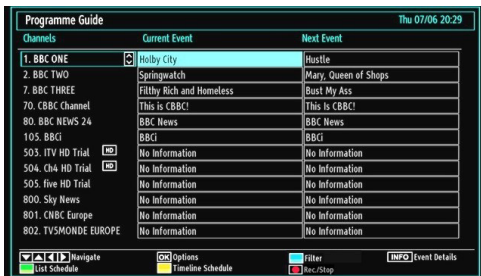 Programme Guide Thu 07/06 20:29
Channels Current Event Next Event
1. BBC ONE Holby City Hustle
2. BBC TWO Springwatch Mary, Queen of Shops
7. BBC THREE Filthy Rich and Homeless Bust My Ass
70. CBBC Channel This is CBBC! This Is CBBC!
80. BBC NEWS 24 BBC News BBC News
105. BBCi BBCi BBCi
503. ITV HD Trial HD No Information No Information
504. Ch4 HD Trial HD No Information No Information
505. five HD Trial No Information No Information
800. Sky News No Information No Information
801. CNBC Europe No Information No Information
802. TV5MONDE EUROPE No Information No Information
Navigate OK Options Filter INFO Event Details
List Schedule Timeline Schedule Rec./Stop